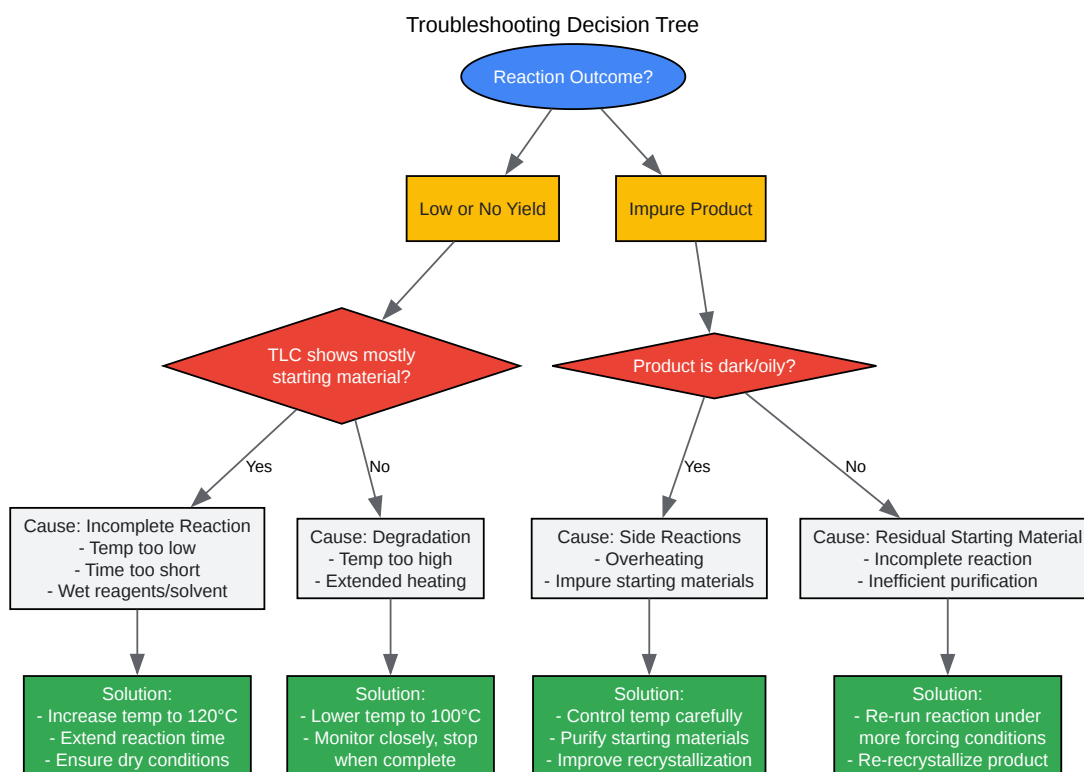 Troubleshooting Decision Tree
Reaction Outcome?
Low or No Yield
Impure Product
TLC shows mostly
starting material?
Product is dark/oily?
Yes
No
Yes
No
Cause: Incomplete Reaction
- Temp too low
- Time too short
- Wet reagents/solvent
Cause: Degradation
- Temp too high
- Extended heating
Cause: Side Reactions
- Overheating
- Impure starting materials
Cause: Residual Starting Material
- Incomplete reaction
- Inefficient purification
Solution:
- Increase temp to 120°C
- Extend reaction time
- Ensure dry conditions
Solution:
- Lower temp to 100°C
- Monitor closely, stop
when complete
Solution:
- Control temp carefully
- Purify starting materials
- Improve recrystallization
Solution:
- Re-run reaction under
more forcing conditions
- Re-recrystallize product